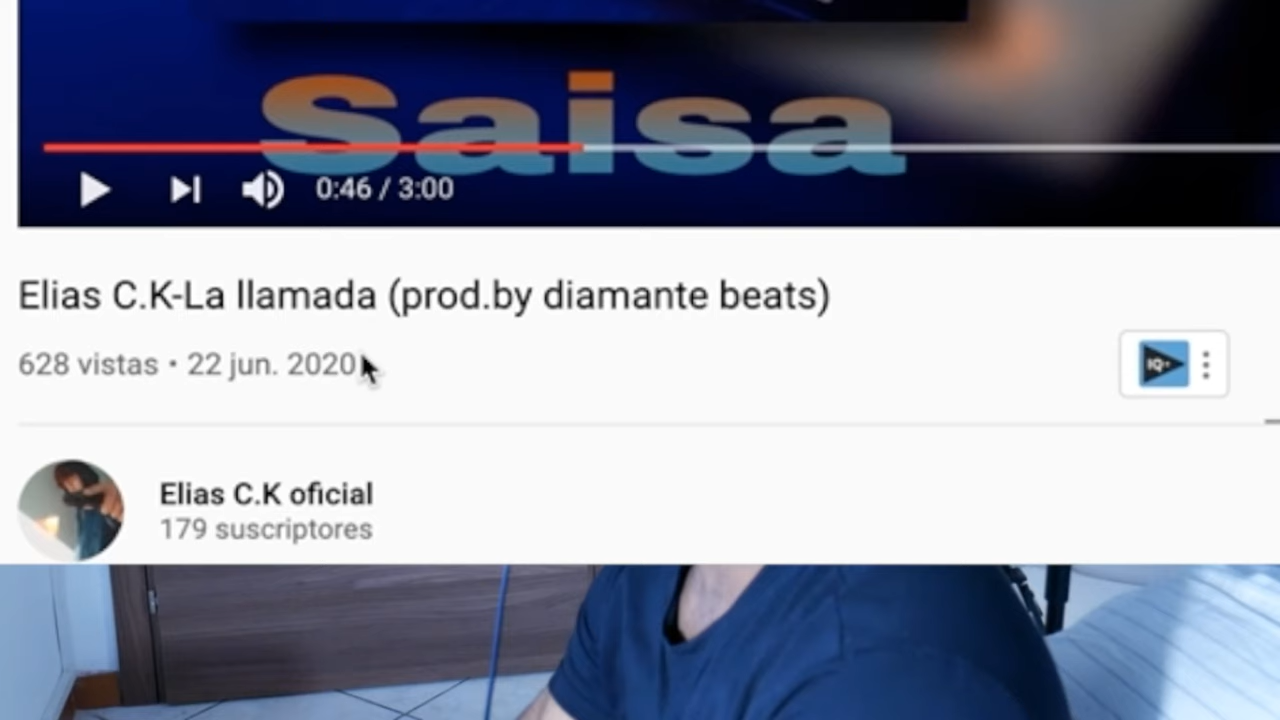 Saisa
0:46 / 3:00
Elias C.K-La llamada (prod.by diamante beats)
628 vistas • 22 jun. 2020
IQ
Elias C.K oficial
179 suscriptores